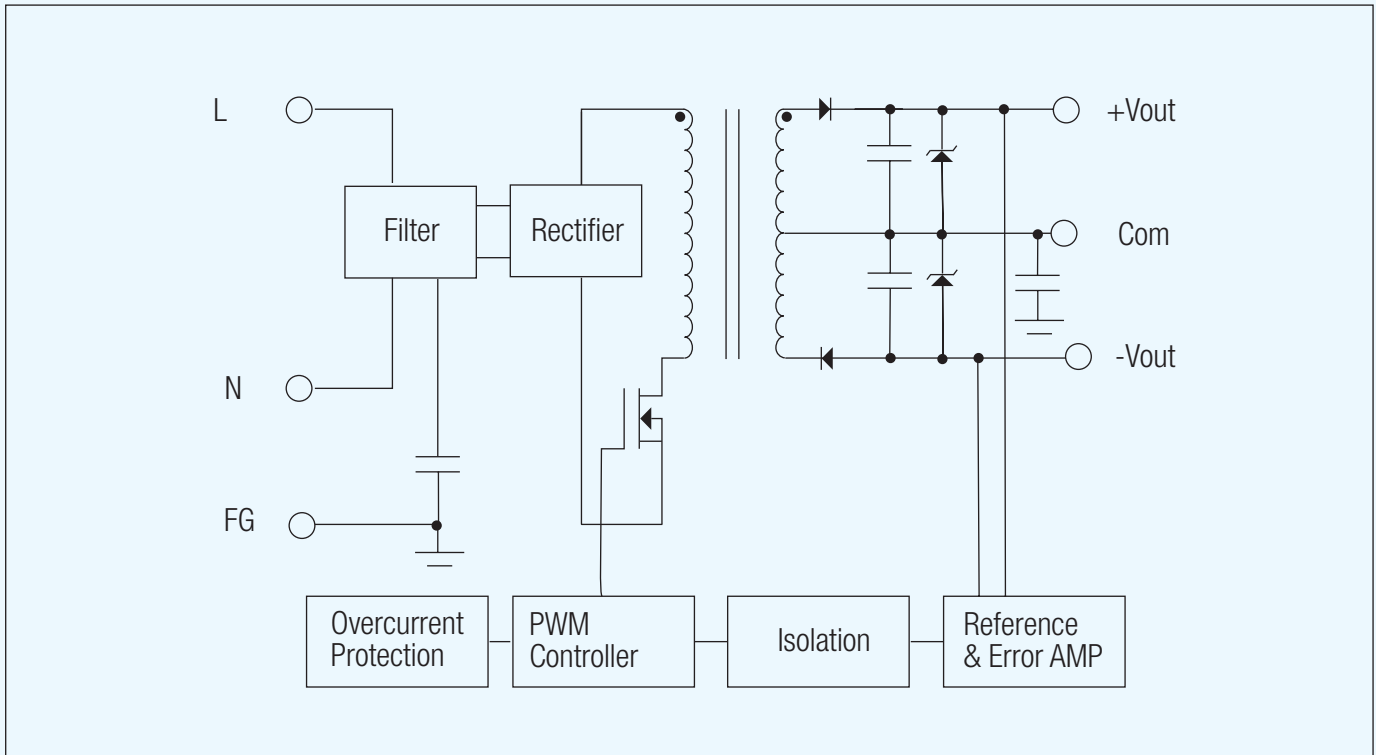 L
+Vout
Filter
Rectifier
Com
N
-Vout
FG
Overcurrent
Protection
PWM
Controller
Isolation
Reference
& Error AMP